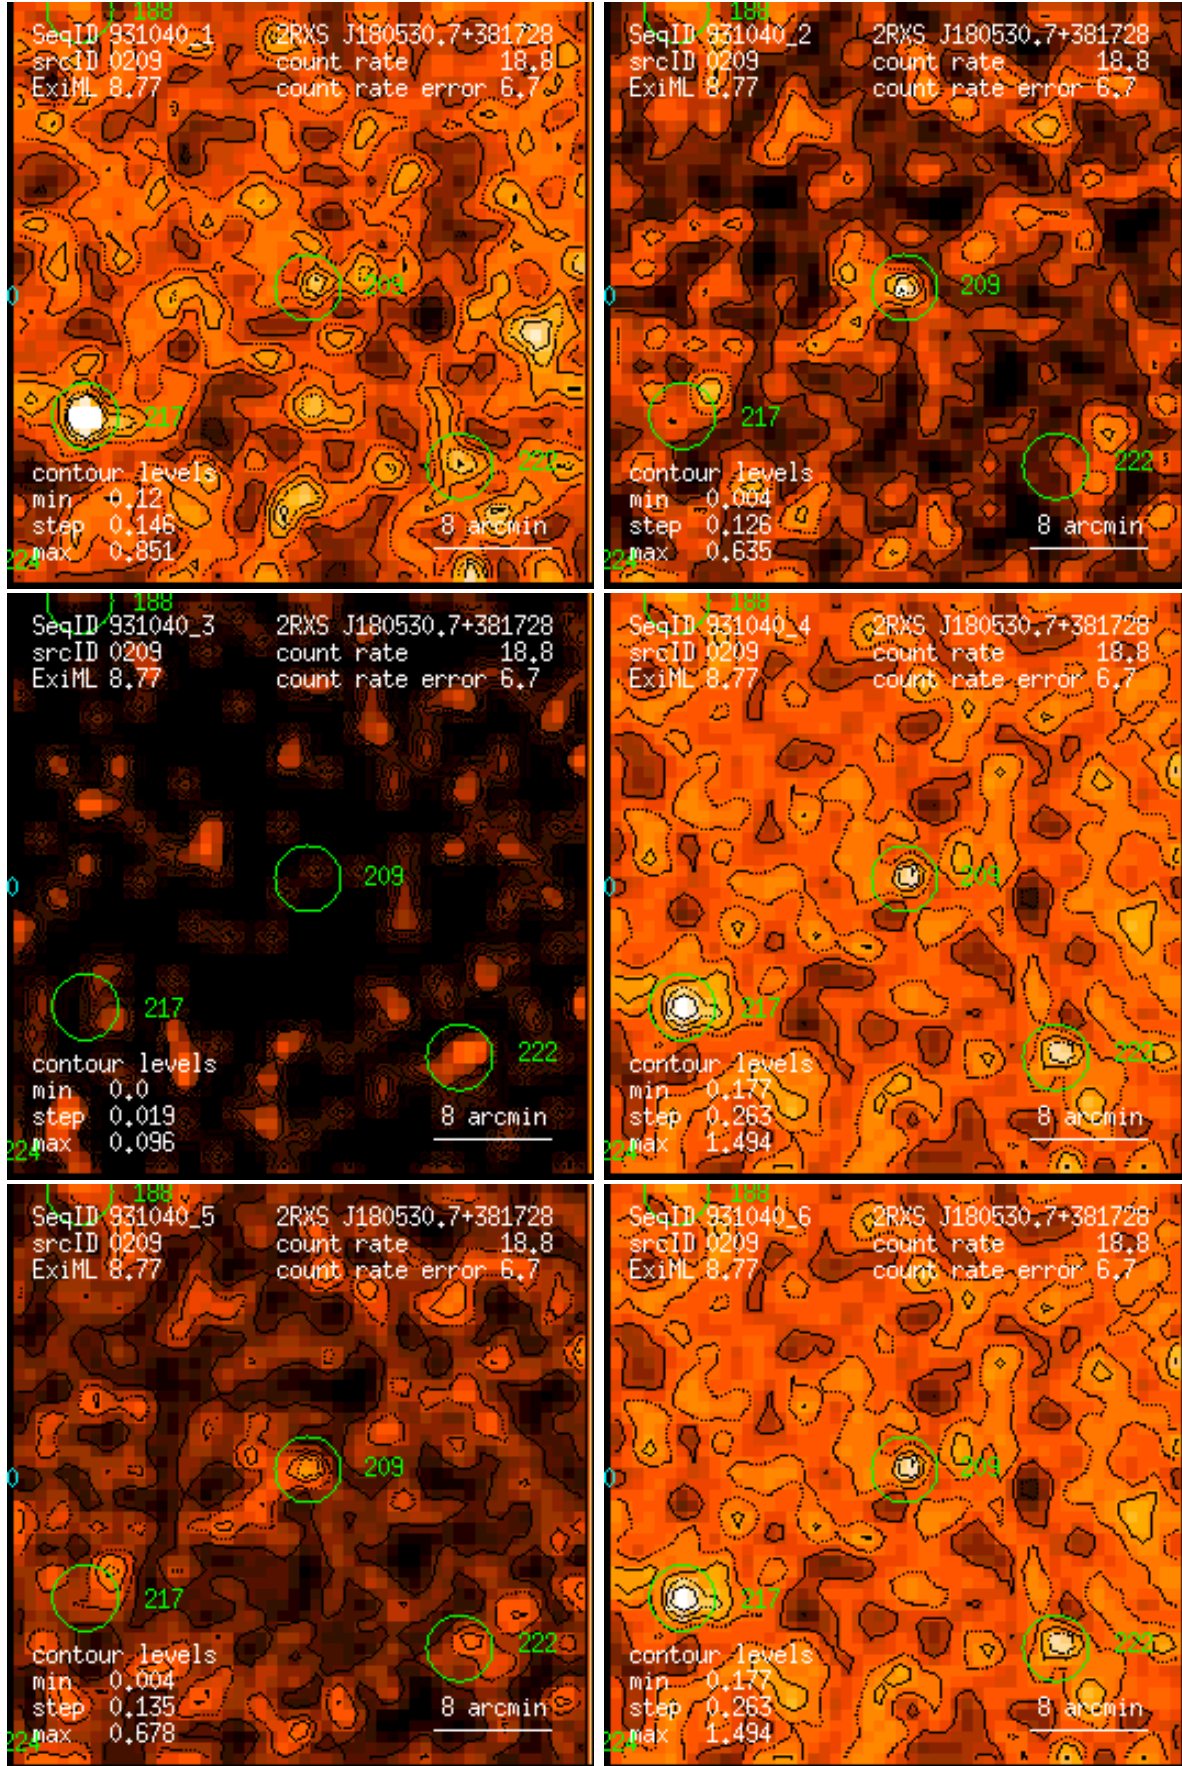 188
SeqID 931040_1 2RXS J180530.7+381728
srcID 0209 count rate 18.8
ExiML 8.77 count rate error 6.7
209
0
217
222
contour levels
min 0.12
step 0.146
max 0.851
8 arcmin
224
188
SeqID 931040_2 2RXS J180530.7+381728
srcID 0209 count rate 18.8
ExiML 8.77 count rate error 6.7
209
0
217
222
contour levels
min 0.004
step 0.126
max 0.635
8 arcmin
224
188
SeqID 931040_3 2RXS J180530.7+381728
srcID 0209 count rate 18.8
ExiML 8.77 count rate error 6.7
209
0
217
222
contour levels
min 0.0
step 0.019
max 0.096
8 arcmin
224
188
SeqID 931040_4 2RXS J180530.7+381728
srcID 0209 count rate 18.8
ExiML 8.77 count rate error 6.7
209
0
217
222
contour levels
min 0.177
step 0.263
max 1.494
8 arcmin
224
188
SeqID 931040_5 2RXS J180530.7+381728
srcID 0209 count rate 18.8
ExiML 8.77 count rate error 6.7
209
0
217
222
contour levels
min 0.004
step 0.135
max 0.678
8 arcmin
224
188
SeqID 931040_6 2RXS J180530.7+381728
srcID 0209 count rate 18.8
ExiML 8.77 count rate error 6.7
209
0
217
222
contour levels
min 0.177
step 0.263
max 1.494
8 arcmin
224